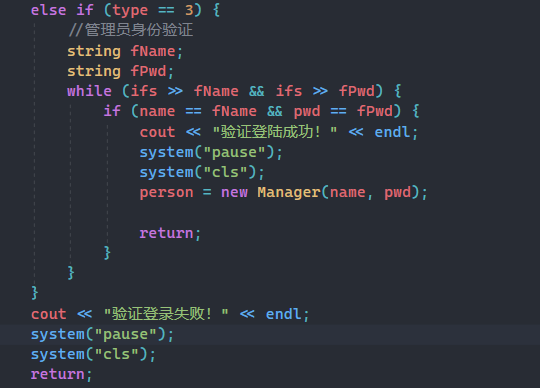 else if (type == 3) {
//管理员身份验证
string fName;
string fPwd;
while (ifs >> fName && ifs >> fPwd) {
if (name == fName && pwd == fPwd) {
cout << "验证登陆成功！" << endl;
system("pause");
system("cls");
person = new Manager(name, pwd);
return;
}
}
}
cout << "验证登录失败！" << endl;
system("pause");
system("cls");
return;